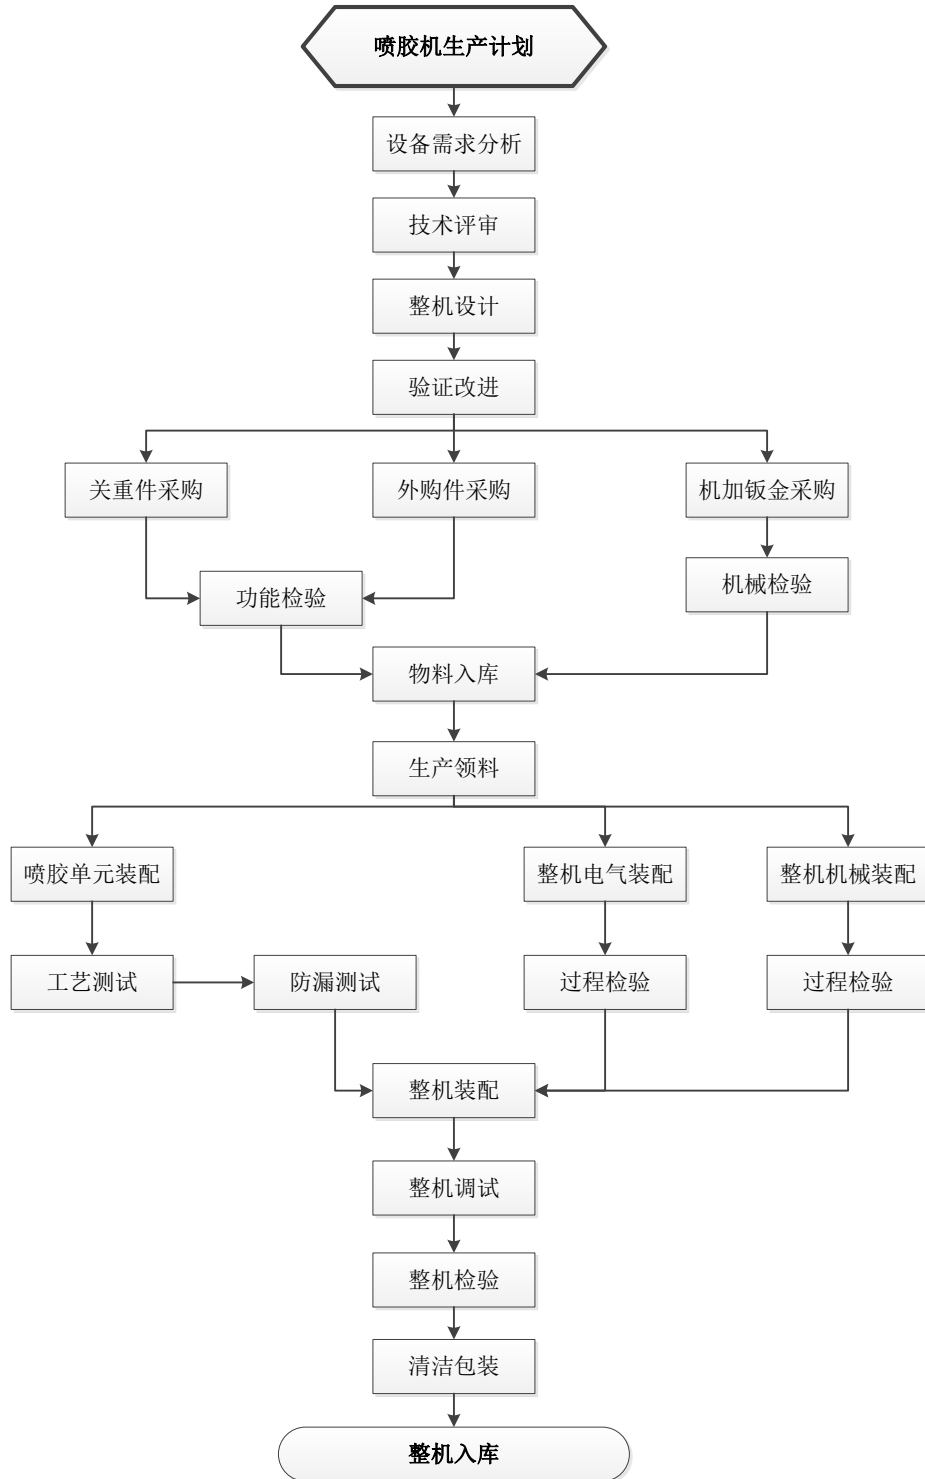 喷胶机生产计划
设备需求分析
技术评审
整机设计
验证改进
关重件采购
外购件采购
机加钣金采购
功能检验
机械检验
物料入库
生产领料
喷胶单元装配
整机电气装配
整机机械装配
工艺测试
防漏测试
过程检验
过程检验
整机装配
整机调试
整机检验
清洁包装
整机入库